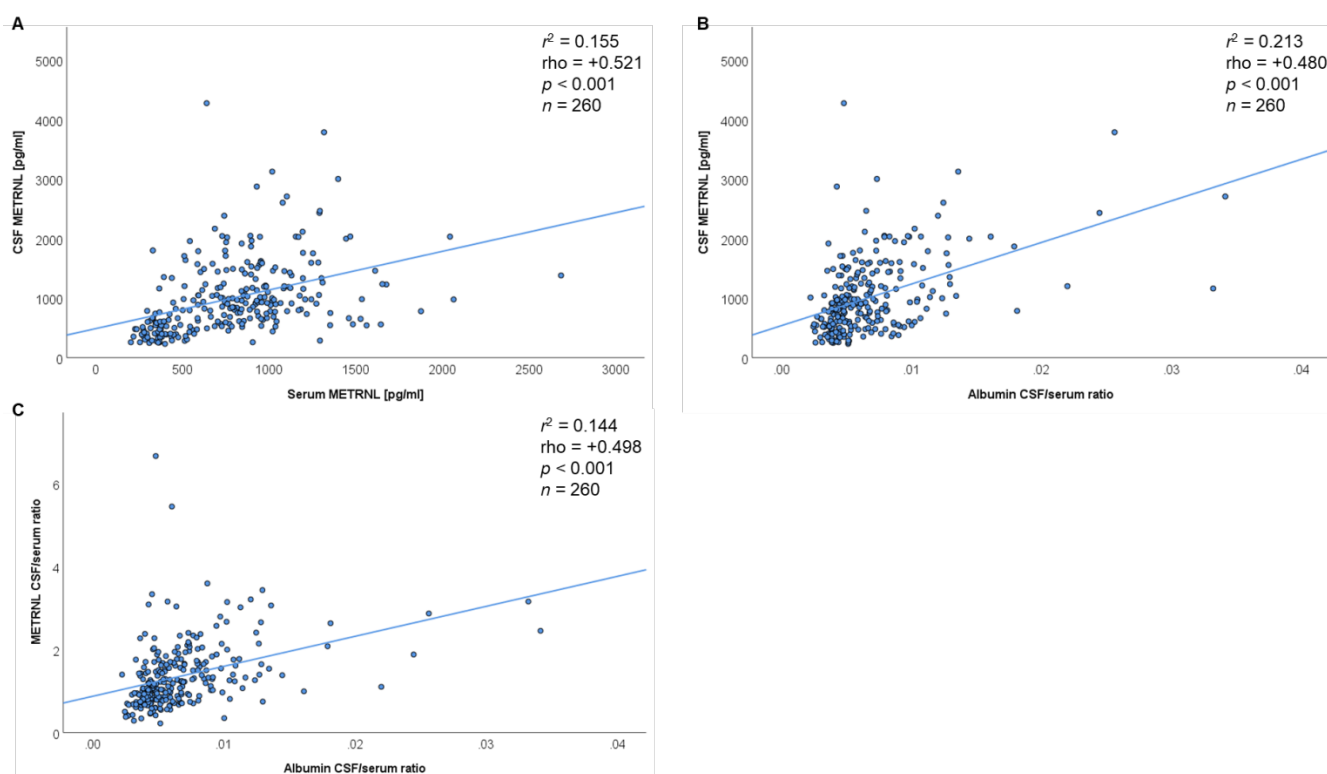 A
r² = 0.155
rho = +0.521
p < 0.001
n = 260
CSF METRNL [pg/ml]
5000
4000
3000
2000
1000
0
0 500 1000 1500 2000 2500 3000
Serum METRNL [pg/ml]
B
r² = 0.213
rho = +0.480
p < 0.001
n = 260
CSF METRNL [pg/ml]
5000
4000
3000
2000
1000
0
.00 .01 .02 .03 .04
Albumin CSF/serum ratio
C
r² = 0.144
rho = +0.498
p < 0.001
n = 260
METRNL CSF/serum ratio
6
4
2
0
.00 .01 .02 .03 .04
Albumin CSF/serum ratio